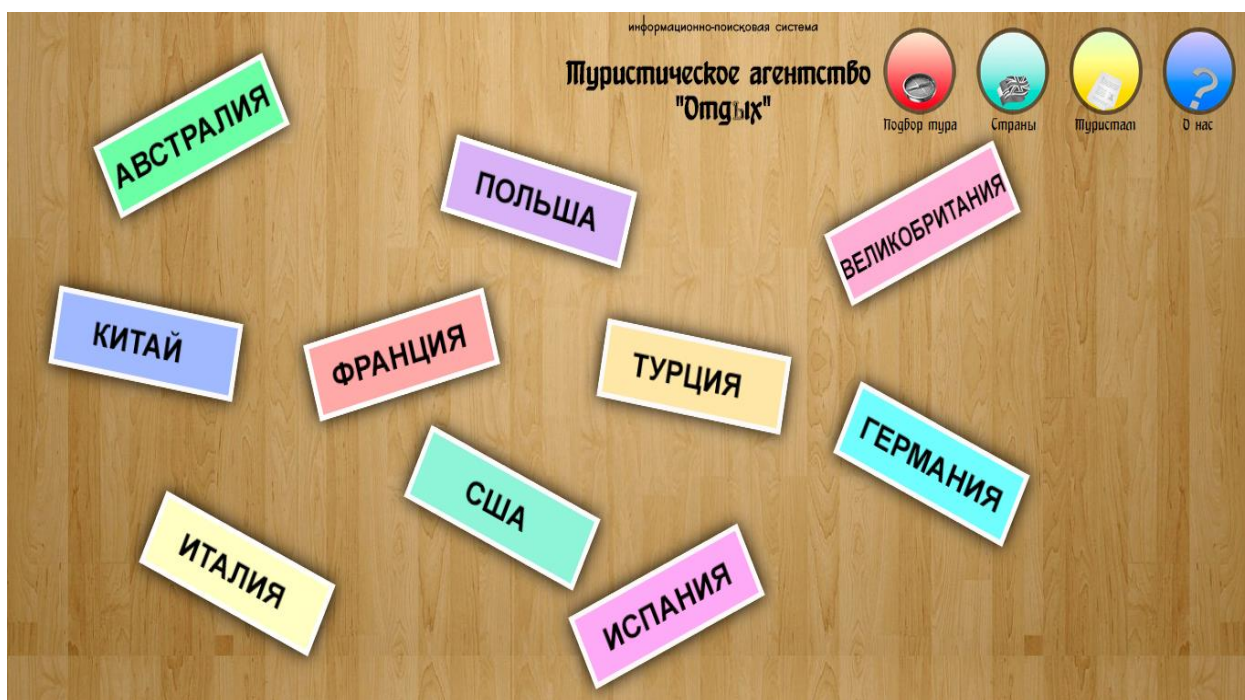 информационно-поисковая система
Туристическое агентство
"Отдых"
Подбор тура
Страны
Туристам
О нас
АВСТРАЛИЯ
ПОЛЬША
ВЕЛИКОБРИТАНИЯ
КИТАЙ
ФРАНЦИЯ
ТУРЦИЯ
ГЕРМАНИЯ
США
ИТАЛИЯ
ИСПАНИЯ